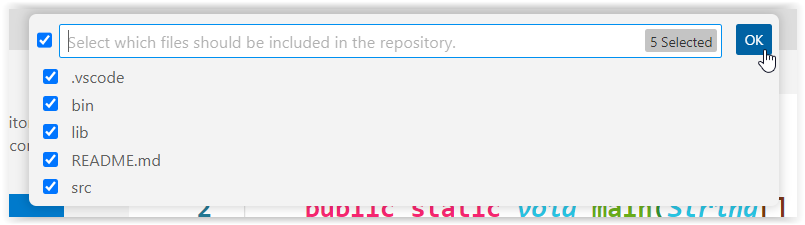 Select which files should be included in the repository.
5 Selected
OK
.vscode
bin
lib
README.md
src
2
public static void main(String[]